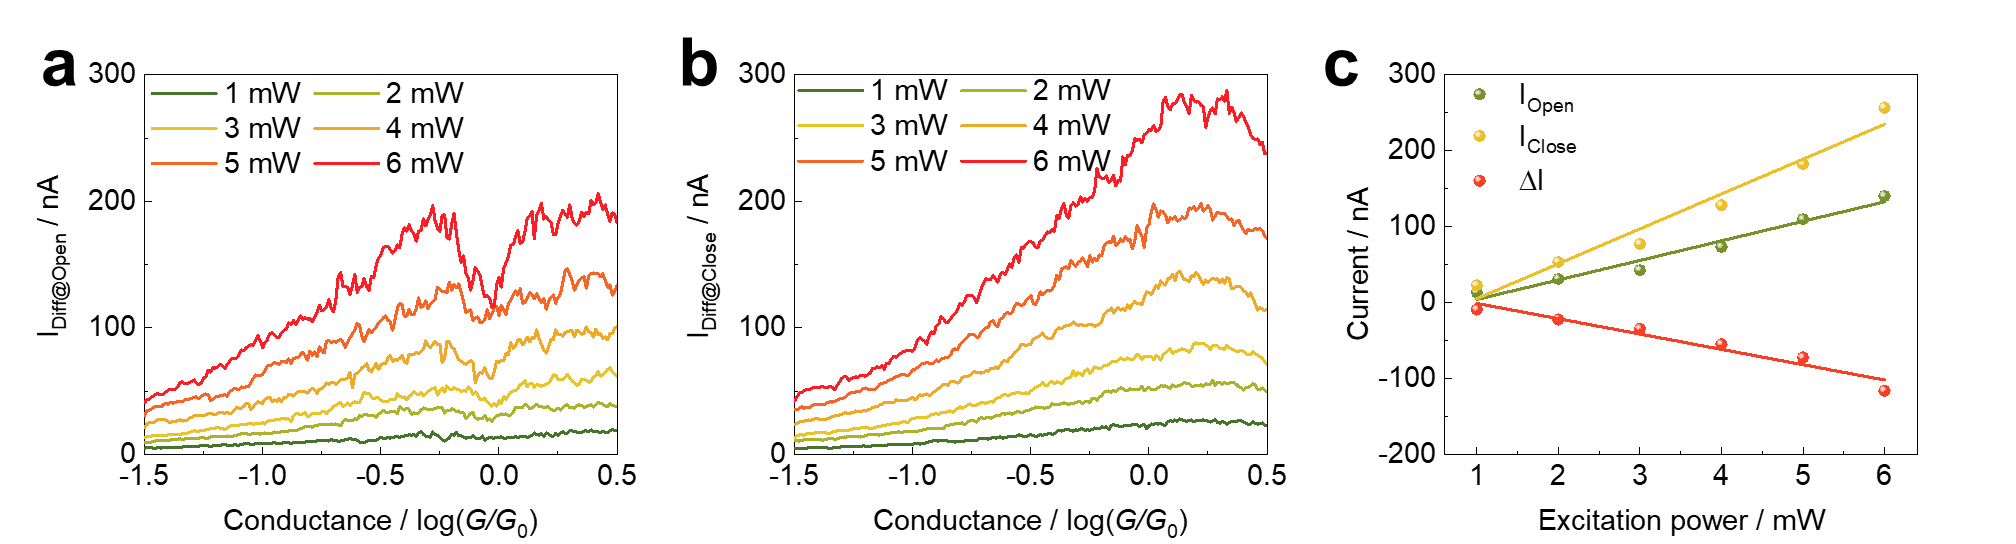 a
300
200
100
0
I_Diff@Open / nA
1 mW 2 mW
3 mW 4 mW
5 mW 6 mW
-1.5 -1.0 -0.5 0.0 0.5
Conductance / log(G/G₀)
b
300
200
100
0
I_Diff@Close / nA
1 mW 2 mW
3 mW 4 mW
5 mW 6 mW
-1.5 -1.0 -0.5 0.0 0.5
Conductance / log(G/G₀)
c
300
200
100
0
-100
-200
Current / nA
I_Open
I_Close
ΔI
1 2 3 4 5 6
Excitation power / mW